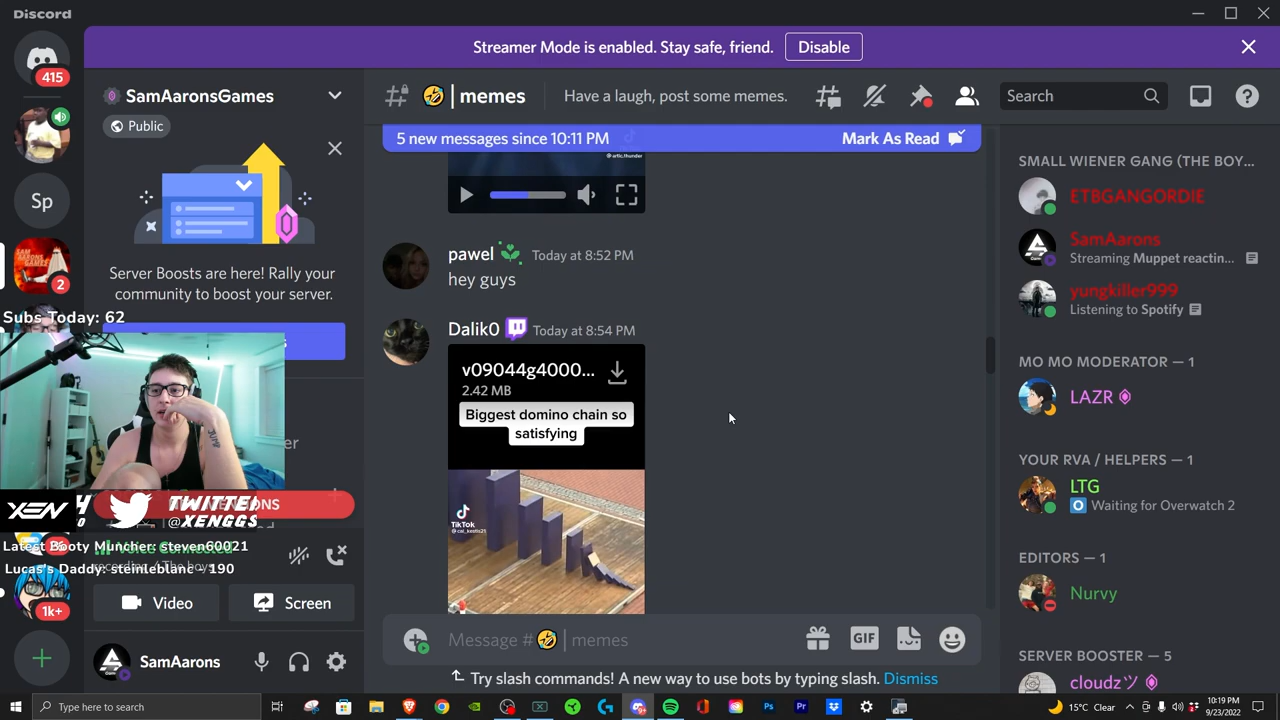 Discord
Streamer Mode is enabled. Stay safe, friend.
Disable
415
Sp
2
1k+
SamAaronsGames
Public
Server Boosts are here! Rally your
community to boost your server.
Subs Today: 62
XEN
TWITTE
@XENGGS
Latest Booty Muncher: Steven60021
Lucas's Daddy: stemleblanc - 190
Video
Screen
SamAarons
🤣 | memes
Have a laugh, post some memes.
Search
5 new messages since 10:11 PM
Mark As Read
pawel
Today at 8:52 PM
hey guys
Dalik0
Today at 8:54 PM
v09044g4000...
2.42 MB
Biggest domino chain so
satisfying
TikTok
Message #🤣 | memes
GIF
Try slash commands! A new way to use bots by typing slash. Dismiss
SMALL WIENER GANG (THE BOY...
ETBGANGORDIE
SamAarons
Streaming Muppet reactin...
yungkiller999
Listening to Spotify
MO MO MODERATOR — 1
LAZR
YOUR RVA / HELPERS — 1
LTG
Waiting for Overwatch 2
EDITORS — 1
Nurvy
SERVER BOOSTER — 5
cloudzツ
Type here to search
15°C Clear
10:19 PM
9/23/2022